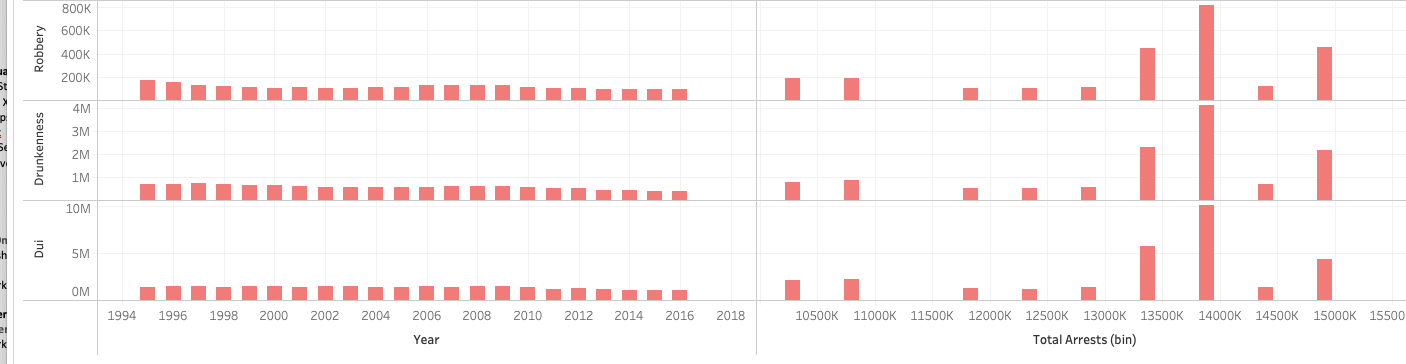 Robbery
800K
600K
400K
200K
Drunkenness
4M
3M
2M
1M
Dui
10M
5M
0M
1994 1996 1998 2000 2002 2004 2006 2008 2010 2012 2014 2016 2018
Year
10500K 11000K 11500K 12000K 12500K 13000K 13500K 14000K 14500K 15000K
Total Arrests (bin)